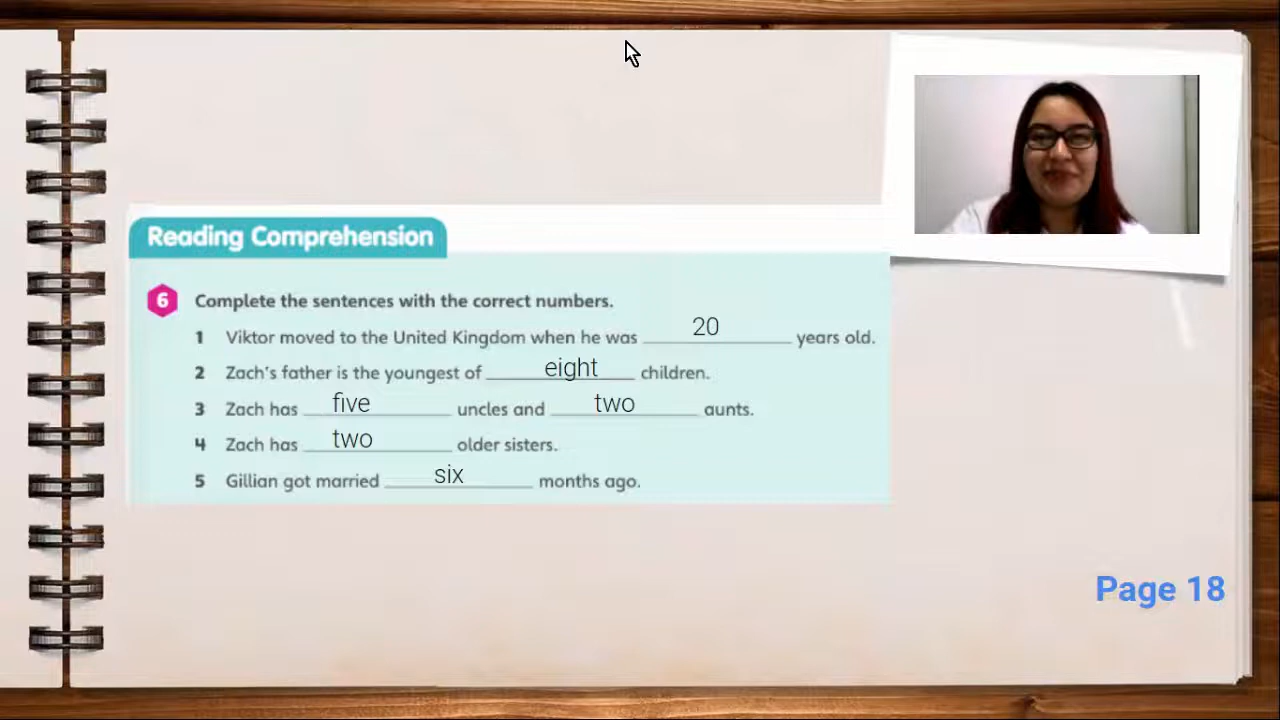 Reading Comprehension
6 Complete the sentences with the correct numbers.
1 Viktor moved to the United Kingdom when he was 20 years old.
2 Zach's father is the youngest of eight children.
3 Zach has five uncles and two aunts.
4 Zach has two older sisters.
5 Gillian got married six months ago.
Page 18